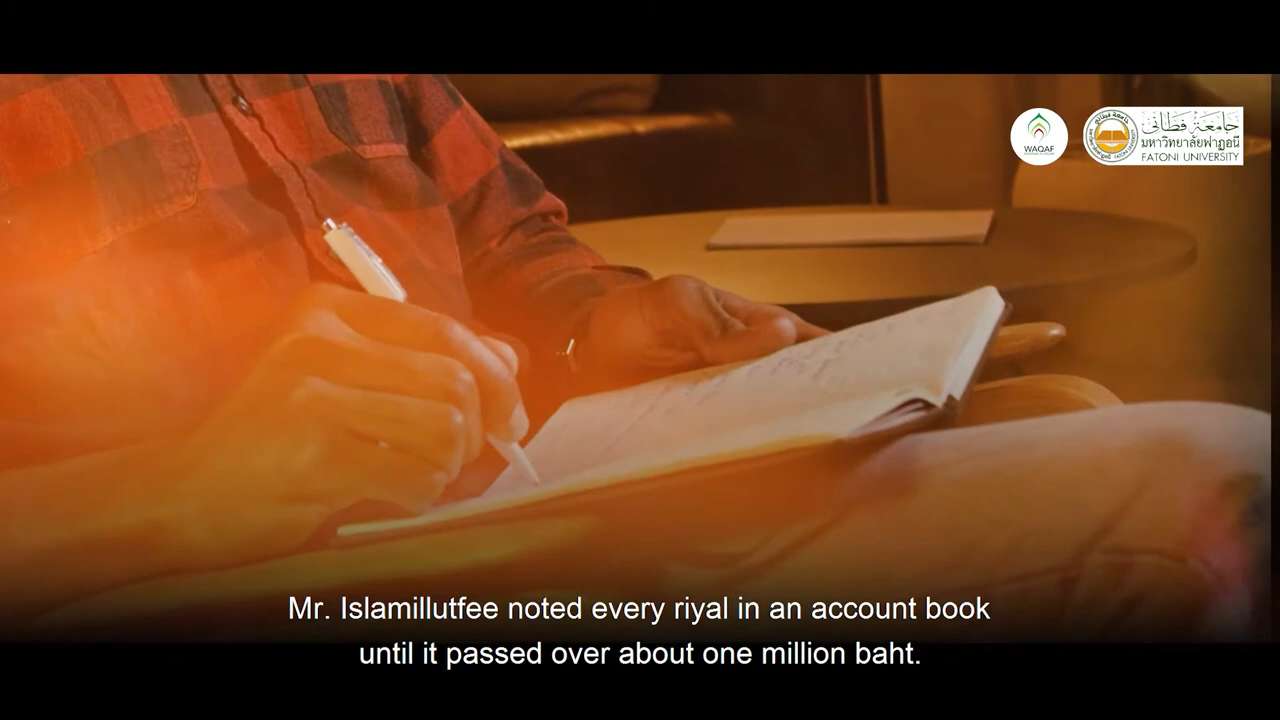 WAQAF
جامعة فطاني
มหาวิทยาลัยฟาฏอนี
FATONI UNIVERSITY
Mr. Islamillutfee noted every riyal in an account book
until it passed over about one million baht.